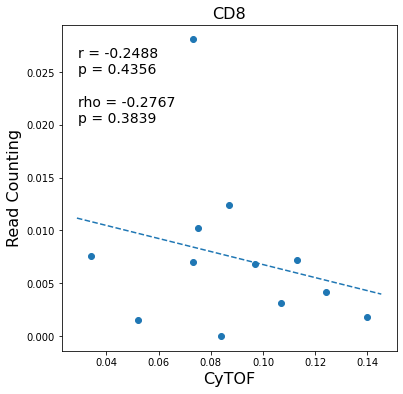 CD8
r = -0.2488
p = 0.4356
rho = -0.2767
p = 0.3839
Read Counting
0.025
0.020
0.015
0.010
0.005
0.000
0.04
0.06
0.08
0.10
0.12
0.14
CyTOF